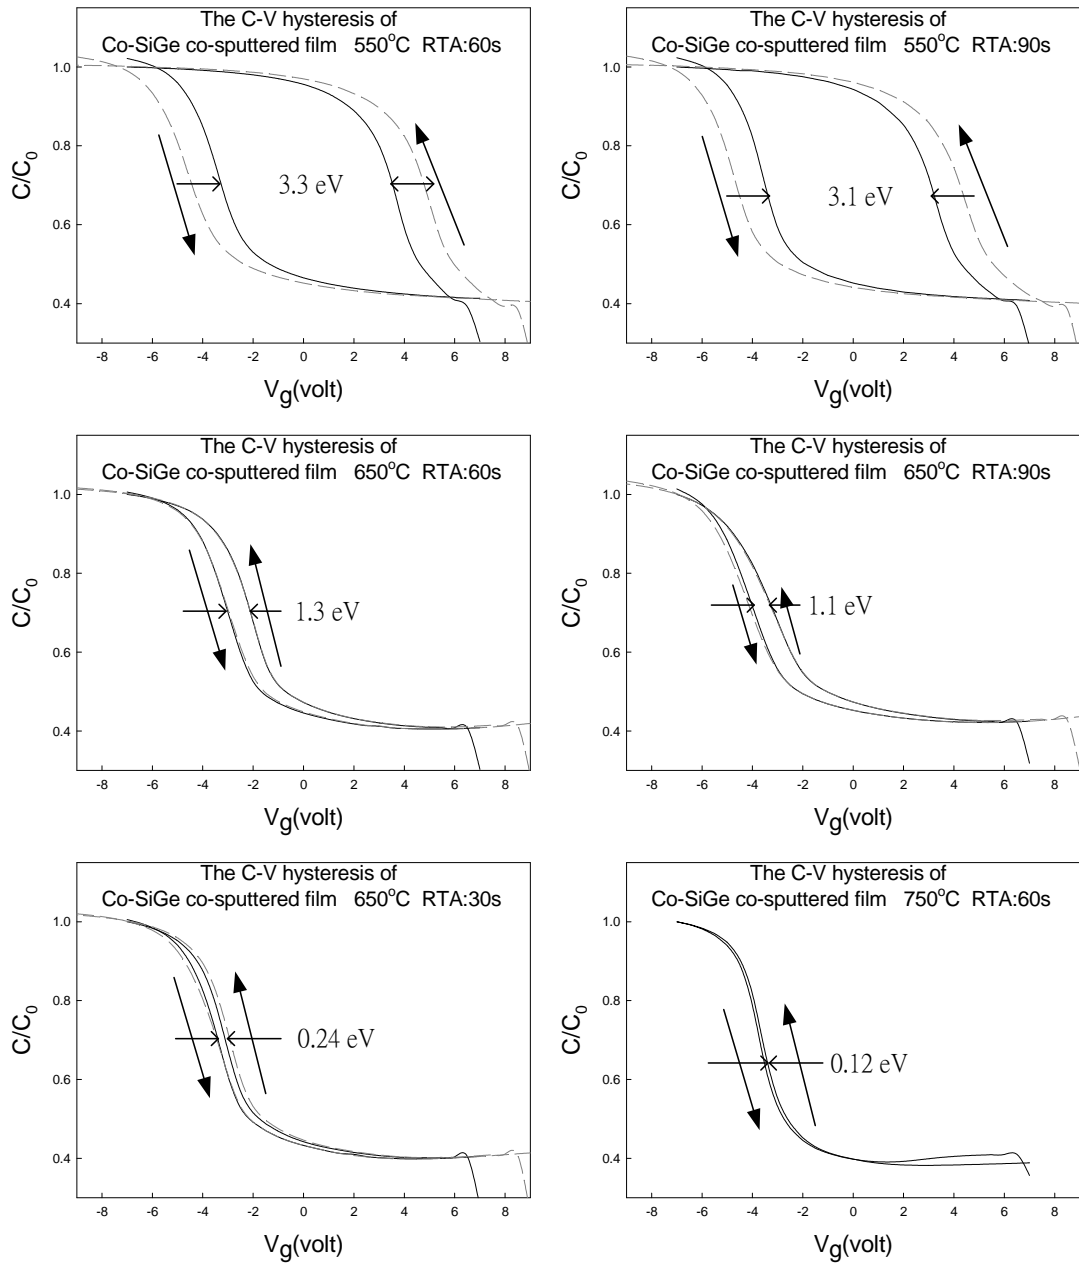 The C-V hysteresis of
Co-SiGe co-sputtered film 550°C RTA:60s
1.0
0.8
0.6
0.4
C/C₀
3.3 eV
-8 -6 -4 -2 0 2 4 6 8
Vg(volt)
The C-V hysteresis of
Co-SiGe co-sputtered film 550°C RTA:90s
1.0
0.8
0.6
0.4
C/C₀
3.1 eV
-8 -6 -4 -2 0 2 4 6 8
Vg(volt)
The C-V hysteresis of
Co-SiGe co-sputtered film 650°C RTA:60s
1.0
0.8
0.6
0.4
C/C₀
1.3 eV
-8 -6 -4 -2 0 2 4 6 8
Vg(volt)
The C-V hysteresis of
Co-SiGe co-sputtered film 650°C RTA:90s
1.0
0.8
0.6
0.4
C/C₀
1.1 eV
-8 -6 -4 -2 0 2 4 6 8
Vg(volt)
The C-V hysteresis of
Co-SiGe co-sputtered film 650°C RTA:30s
1.0
0.8
0.6
0.4
C/C₀
0.24 eV
-8 -6 -4 -2 0 2 4 6 8
Vg(volt)
The C-V hysteresis of
Co-SiGe co-sputtered film 750°C RTA:60s
1.0
0.8
0.6
0.4
C/C₀
0.12 eV
-8 -6 -4 -2 0 2 4 6 8
Vg(volt)